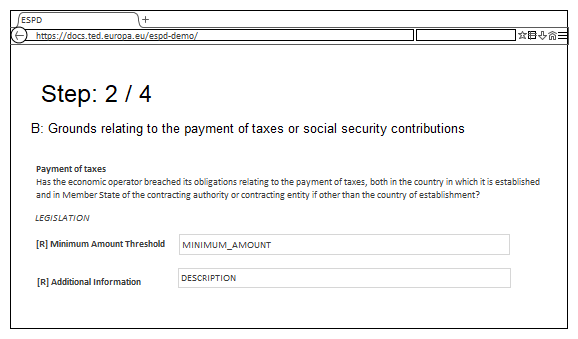 ESPD
https://docs.ted.europa.eu/espd-demo/
Step: 2 / 4
B: Grounds relating to the payment of taxes or social security contributions
Payment of taxes
Has the economic operator breached its obligations relating to the payment of taxes, both in the country in which it is established
and in Member State of the contracting authority or contracting entity if other than the country of establishment?
LEGISLATION
[R] Minimum Amount Threshold MINIMUM_AMOUNT
[R] Additional Information DESCRIPTION